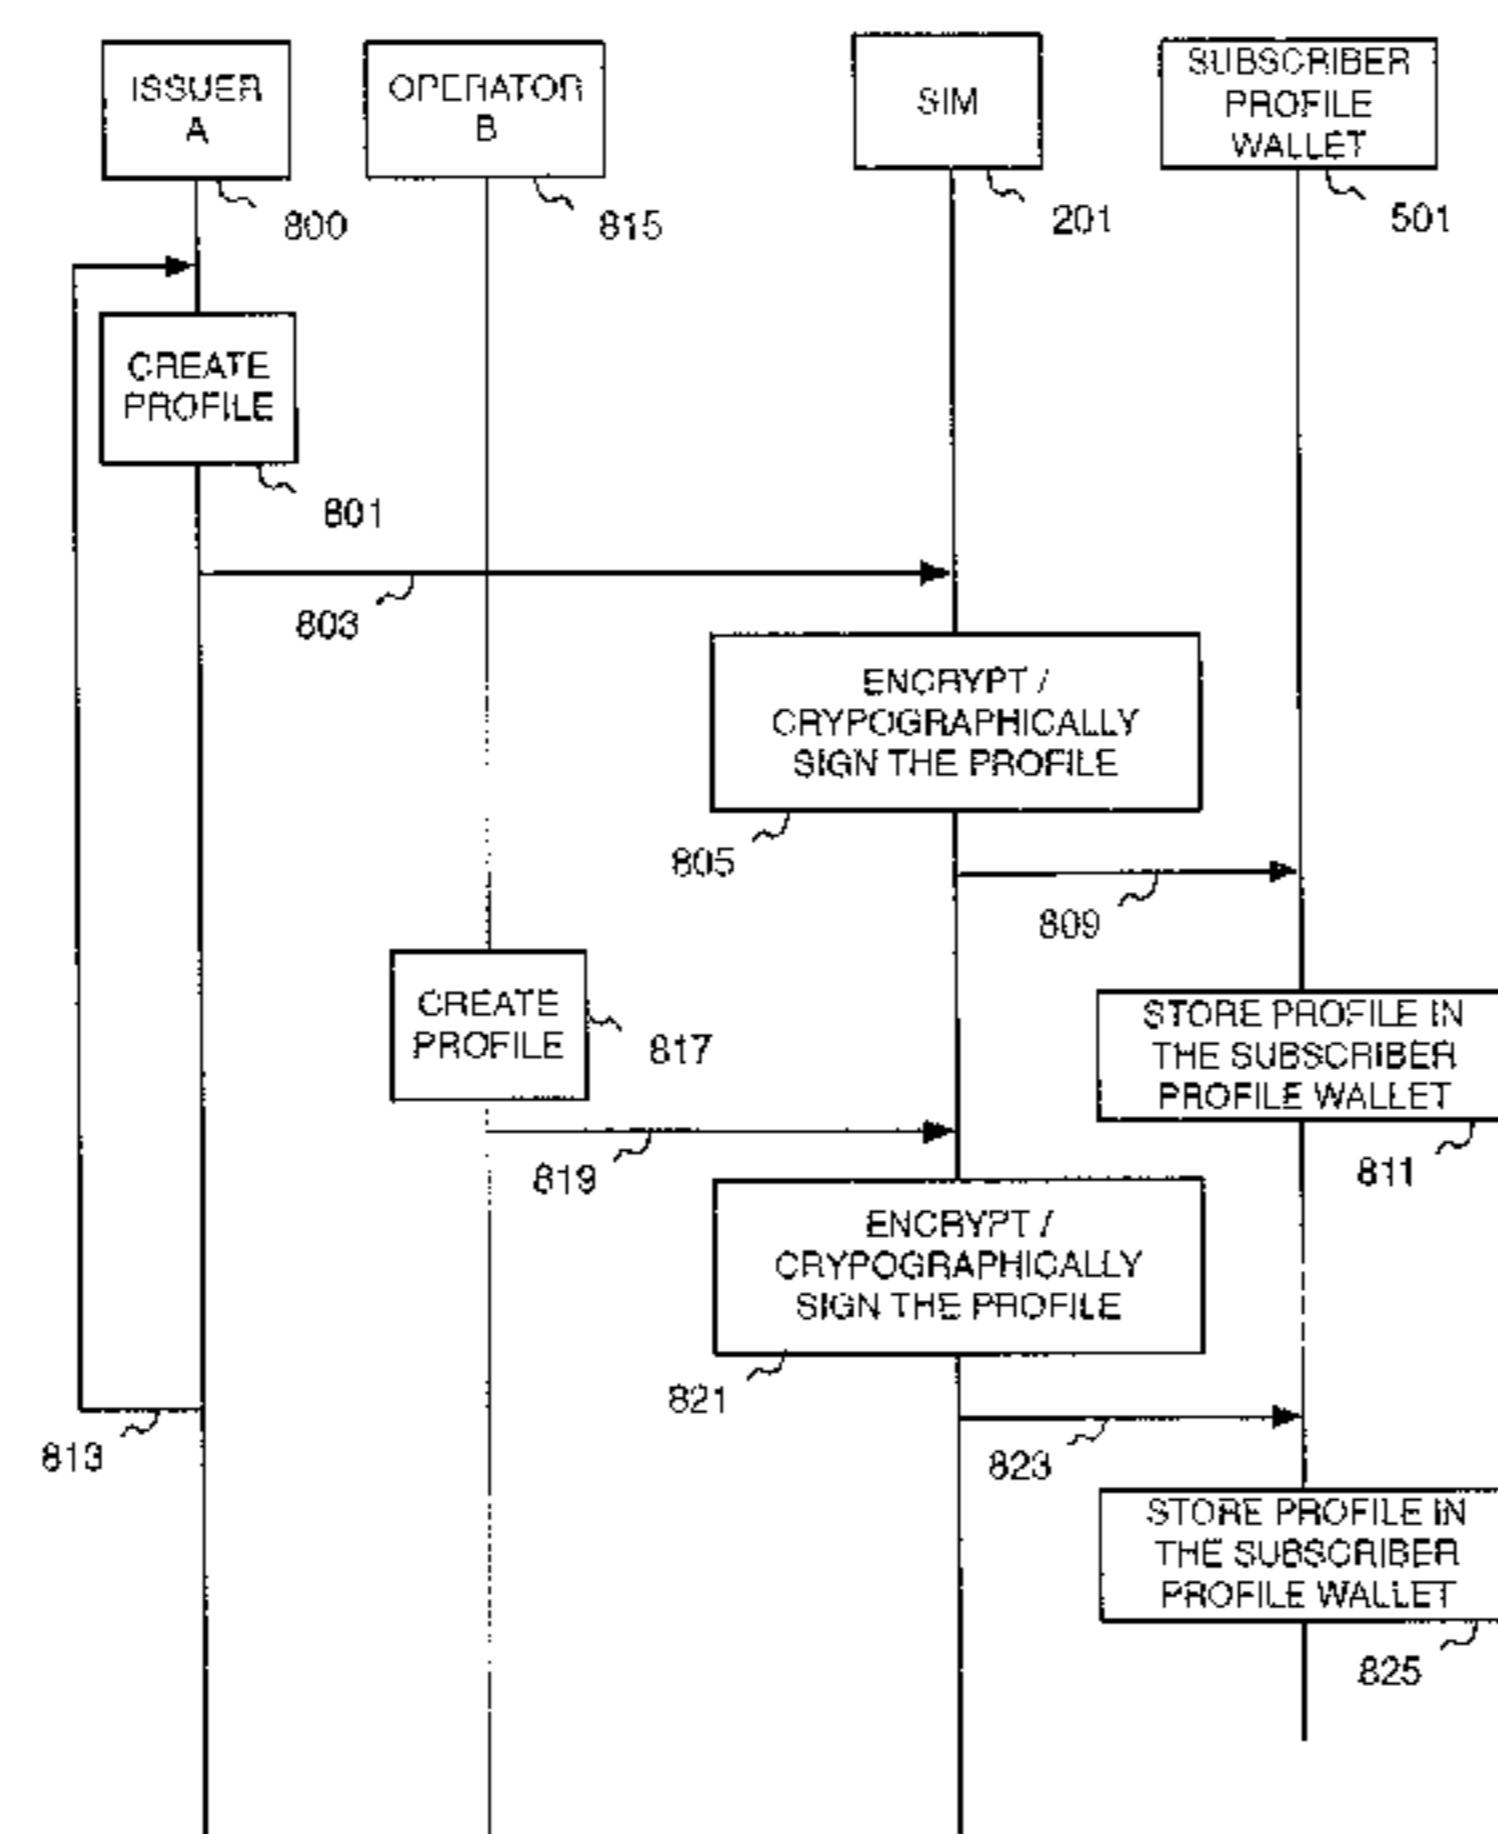 ISSUER
A
OPERATOR
B
SIM
SUBSCRIBER
PROFILE
WALLET
800
815
201
501
CREATE
PROFILE
801
803
ENCRYPT /
CRYPOGRAPHICALLY
SIGN THE PROFILE
805
809
CREATE
PROFILE
817
STORE PROFILE IN
THE SUBSCRIBER
PROFILE WALLET
811
819
ENCRYPT /
CRYPOGRAPHICALLY
SIGN THE PROFILE
821
813
823
STORE PROFILE IN
THE SUBSCRIBER
PROFILE WALLET
825